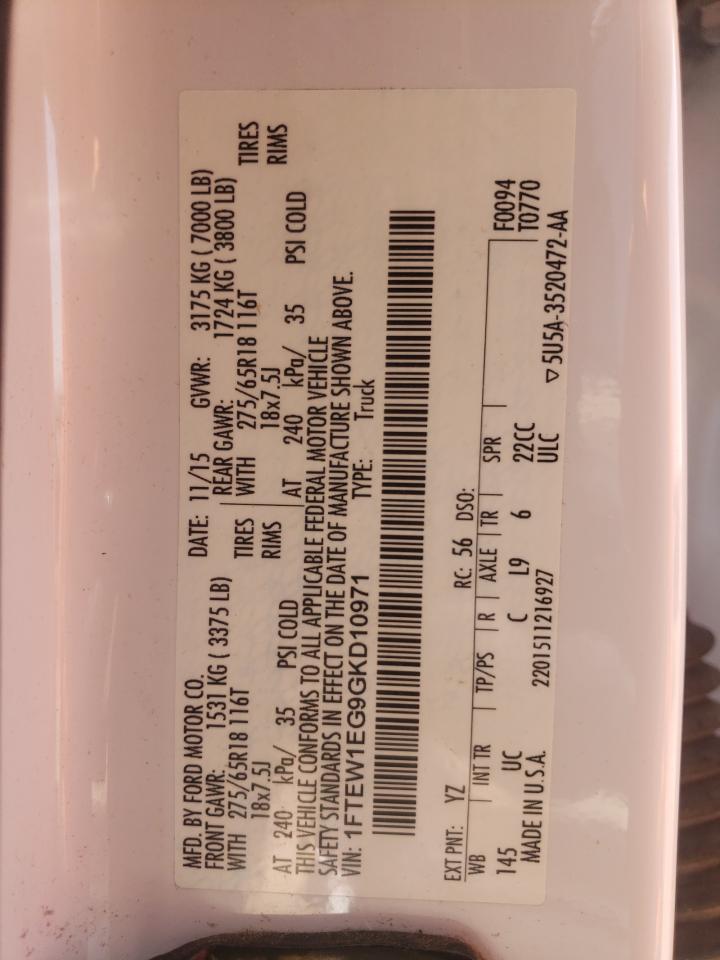 MFD. BY FORD MOTOR CO. DATE: 11/15 GVWR: 3175 KG ( 7000 LB)
FRONT GAWR: 1531 KG ( 3375 LB) REAR GAWR: 1724 KG ( 3800 LB)
WITH 275/65R18 116T TIRES WITH 275/65R18 116T TIRES
18x7.5J RIMS 18x7.5J RIMS
AT 240 kPa/ 35 PSI COLD AT 240 kPa/ 35 PSI COLD
THIS VEHICLE CONFORMS TO ALL APPLICABLE FEDERAL MOTOR VEHICLE
SAFETY STANDARDS IN EFFECT ON THE DATE OF MANUFACTURE SHOWN ABOVE.
VIN: 1FTEW1EG9GKD10971 TYPE: Truck
EXT PNT: YZ RC: 56 DSO:
WB INT TR TP/PS R AXLE TR SPR F0094
145 UC C L9 6 22CC T0770
ULC
MADE IN U.S.A. 2201511216927 ▽ 5U5A-3520472-AA